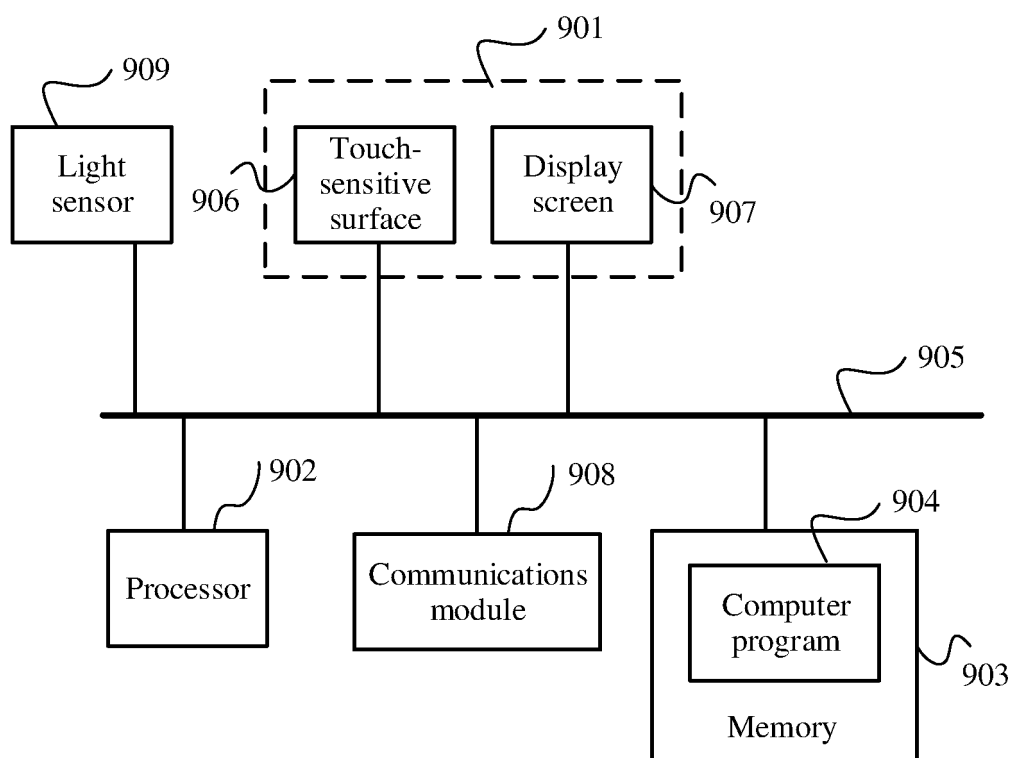 901
909
Light
sensor
906
Touch-
sensitive
surface
Display
screen
907
905
902
Processor
908
Communications
module
904
Computer
program
903
Memory